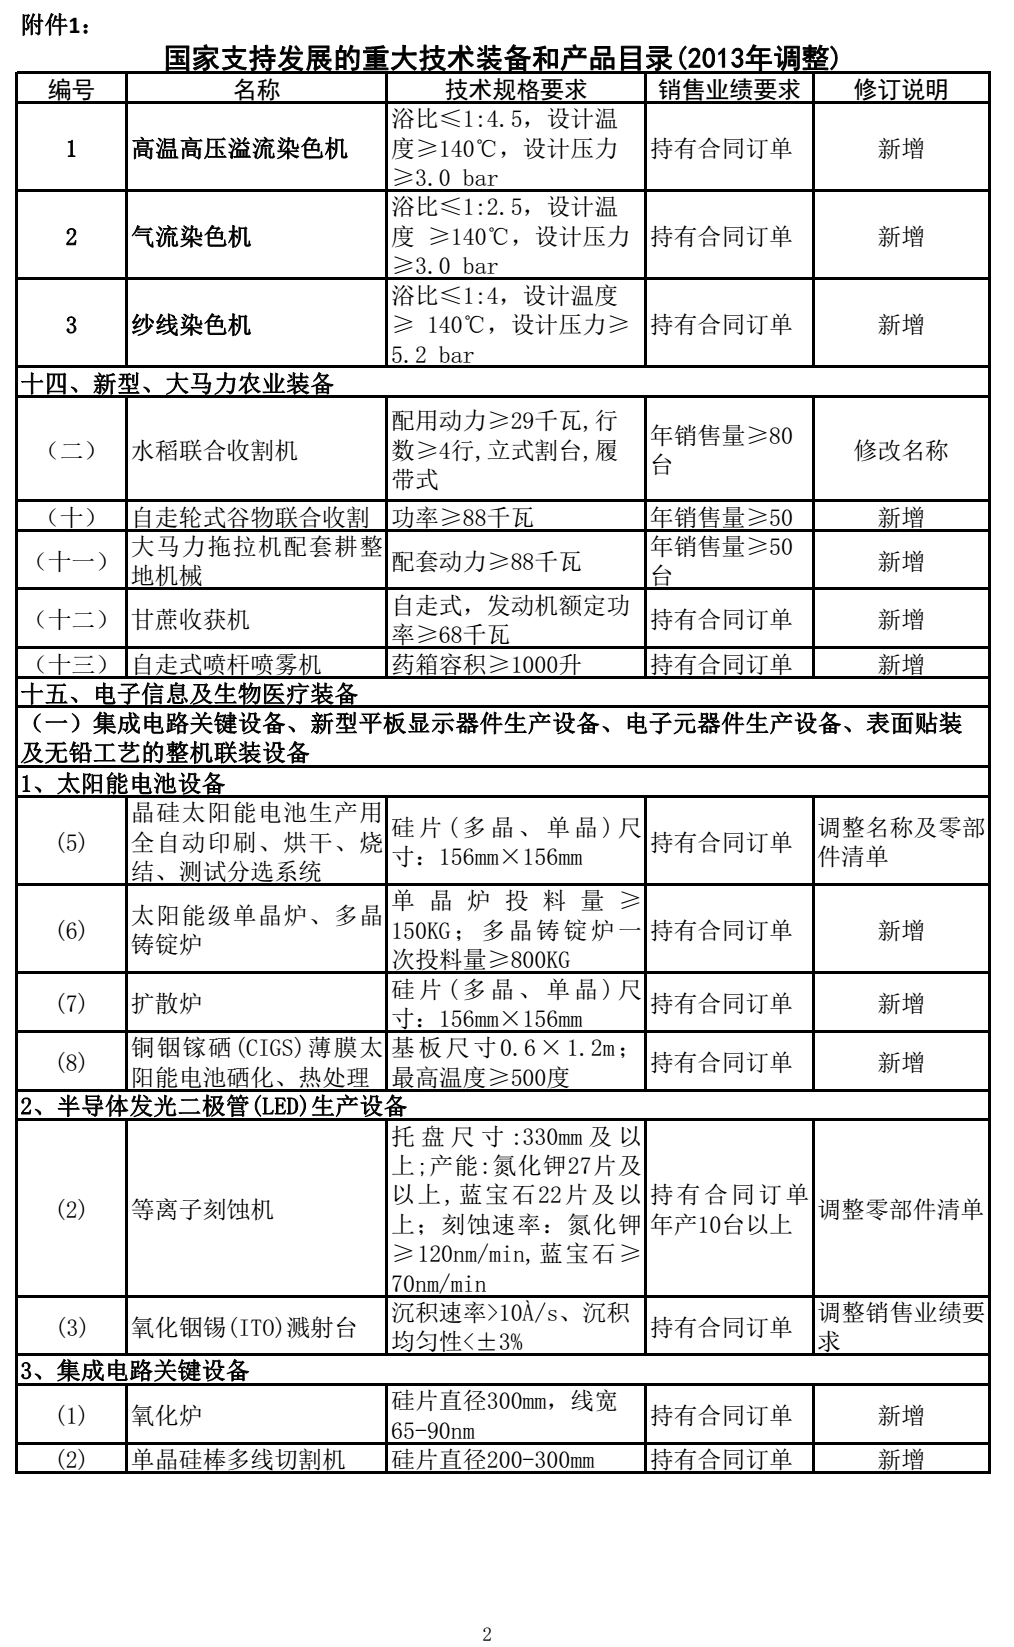 附件1：
国家支持发展的重大技术装备和产品目录(2013年调整)
编号 名称 技术规格要求 销售业绩要求 修订说明
浴比≤1:4.5，设计温
1 高温高压溢流染色机 度≥140℃，设计压力 持有合同订单 新增
≥3.0 bar
浴比≤1:2.5，设计温
2 气流染色机 度 ≥140℃，设计压力 持有合同订单 新增
≥3.0 bar
浴比≤1:4，设计温度
3 纱线染色机 ≥ 140℃，设计压力≥ 持有合同订单 新增
5.2 bar
十四、新型、大马力农业装备
配用动力≥29千瓦,行
（二） 水稻联合收割机 数≥4行,立式割台,履 年销售量≥80 修改名称
带式 台
（十） 自走轮式谷物联合收割 功率≥88千瓦 年销售量≥50 新增
大马力拖拉机配套耕整 年销售量≥50
（十一） 地机械 配套动力≥88千瓦 台 新增
自走式，发动机额定功
（十二） 甘蔗收获机 率≥68千瓦 持有合同订单 新增
（十三） 自走式喷杆喷雾机 药箱容积≥1000升 持有合同订单 新增
十五、电子信息及生物医疗装备
（一）集成电路关键设备、新型平板显示器件生产设备、电子元器件生产设备、表面贴装
及无铅工艺的整机联装设备
1、太阳能电池设备
晶硅太阳能电池生产用 硅片(多晶、单晶)尺 调整名称及零部
(5) 全自动印刷、烘干、烧 寸：156mm×156mm 持有合同订单 件清单
结、测试分选系统
单晶炉投料量≥
(6) 太阳能级单晶炉、多晶 150KG；多晶铸锭炉一 持有合同订单 新增
铸锭炉 次投料量≥800KG
硅片(多晶、单晶)尺
(7) 扩散炉 寸：156mm×156mm 持有合同订单 新增
铜铟镓硒(CIGS)薄膜太 基板尺寸0.6×1.2m；
(8) 阳能电池硒化、热处理 最高温度≥500度 持有合同订单 新增
2、半导体发光二极管(LED)生产设备
托盘尺寸:330mm及以
上;产能:氮化钾27片及
以上,蓝宝石22片及以 持有合同订单
(2) 等离子刻蚀机 上；刻蚀速率：氮化钾 年产10台以上 调整零部件清单
≥120nm/min,蓝宝石≥
70nm/min
沉积速率>10À/s、沉积 调整销售业绩要
(3) 氧化铟锡(ITO)溅射台 均匀性<±3% 持有合同订单 求
3、集成电路关键设备
硅片直径300mm，线宽
(1) 氧化炉 65-90nm 持有合同订单 新增
(2) 单晶硅棒多线切割机 硅片直径200-300mm 持有合同订单 新增
2